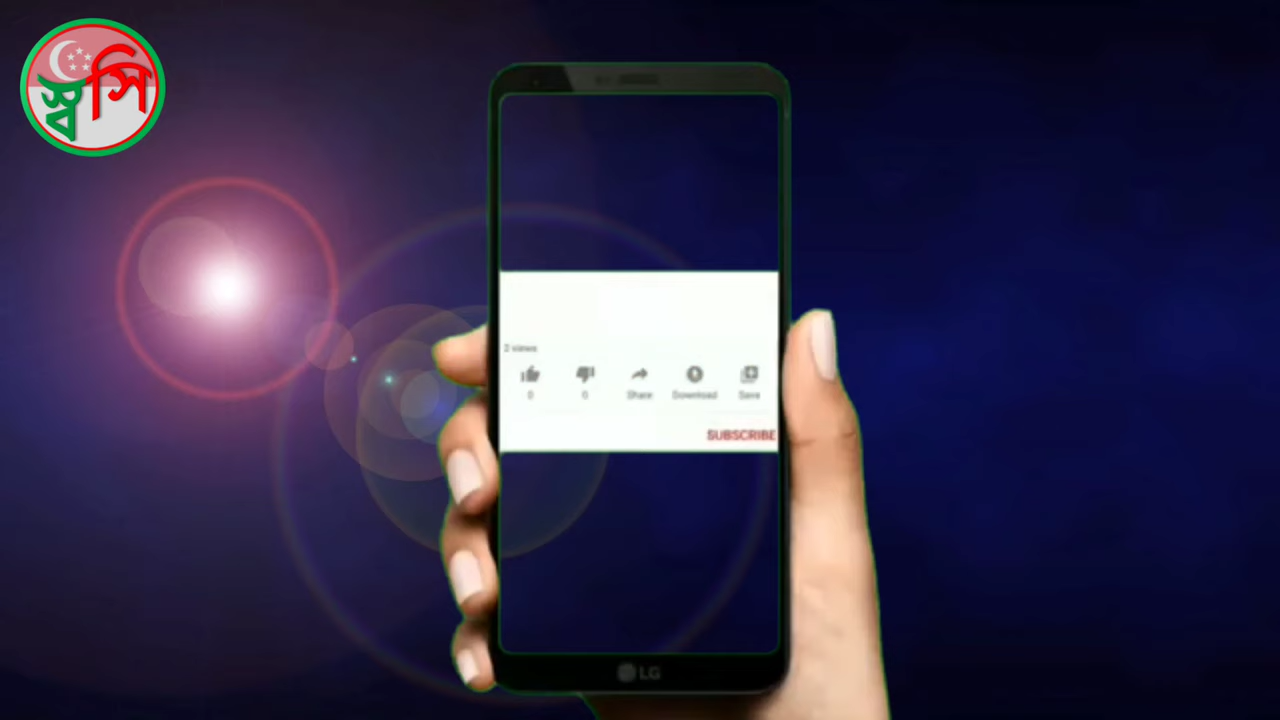 স্বসি
2 views
0 0 Share Download Save
SUBSCRIBE
LG